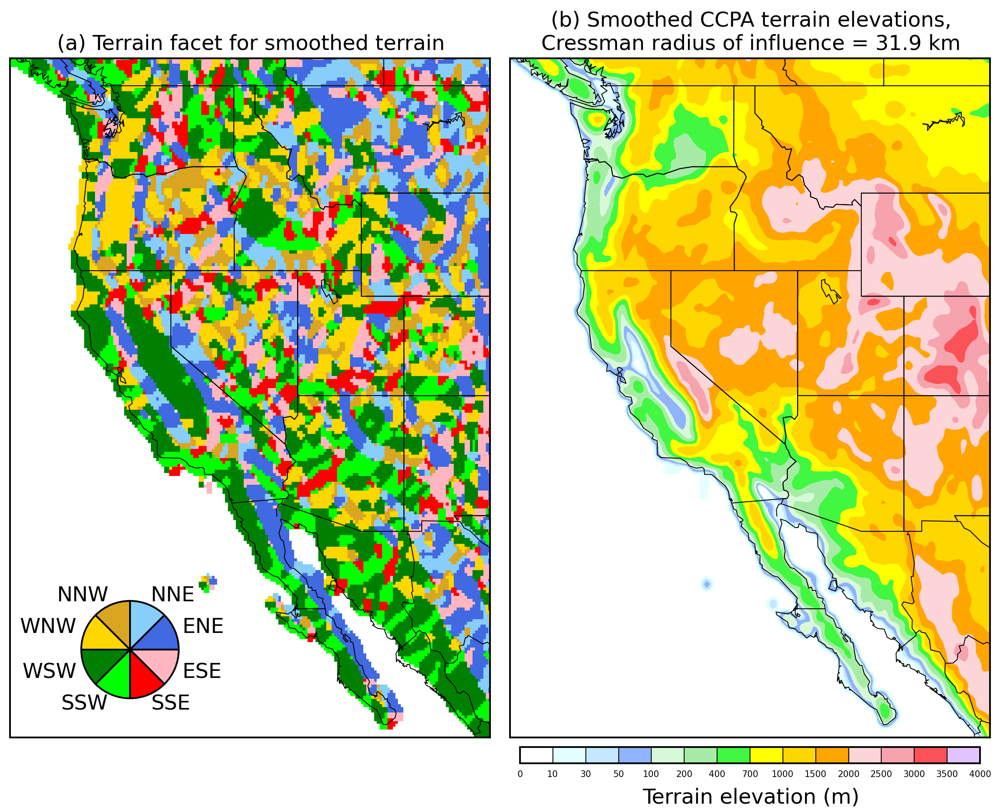 (a) Terrain facet for smoothed terrain
(b) Smoothed CCPA terrain elevations,
Cressman radius of influence = 31.9 km
NNW NNE
WNW ENE
WSW ESE
SSW SSE
0 10 30 50 100 200 400 700 1000 1500 2000 2500 3000 3500 4000
Terrain elevation (m)